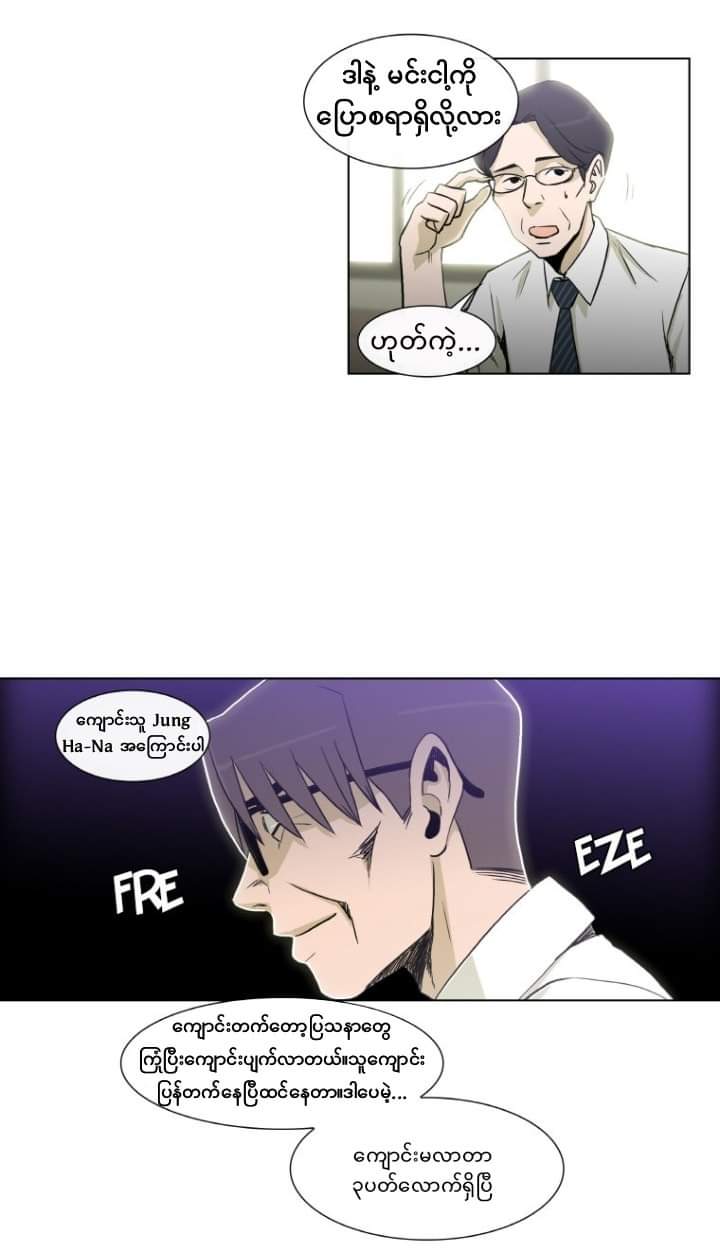 ဒါနဲ့ မင်းငါ့ကို
ပြောစရာရှိလို့လား
ဟုတ်ကဲ့...
ကျောင်းသူ Jung
Ha-Na အကြောင်းပါ
FRE
EZE
ကျောင်းတက်တော့ပြသနာတွေ
ကြုံပြီးကျောင်းပျက်လာတယ်။သူကျောင်း
ပြန်တက်နေပြီထင်နေတာ။ဒါပေမဲ့...
ကျောင်းမလာတာ
၃ပတ်လောက်ရှိပြီ